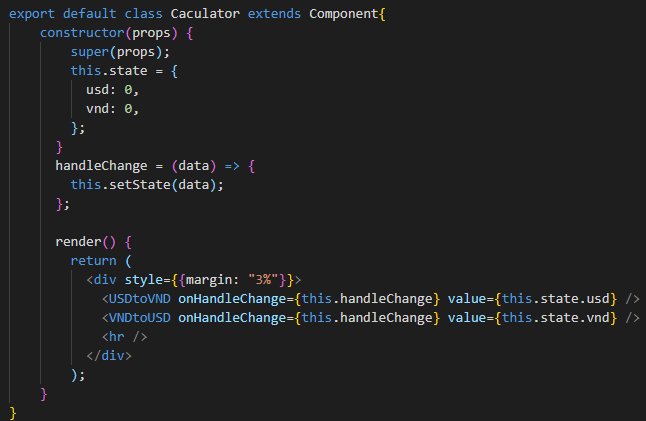 export default class Caculator extends Component{
    constructor(props) {
        super(props);
        this.state = {
          usd: 0,
          vnd: 0,
        };
      }
      handleChange = (data) => {
        this.setState(data);
      };

      render() {
        return (
          <div style={{margin: "3%"}}>
            <USDtoVND onHandleChange={this.handleChange} value={this.state.usd} />
            <VNDtoUSD onHandleChange={this.handleChange} value={this.state.vnd} />
            <hr />
          </div>
        );
    }
}